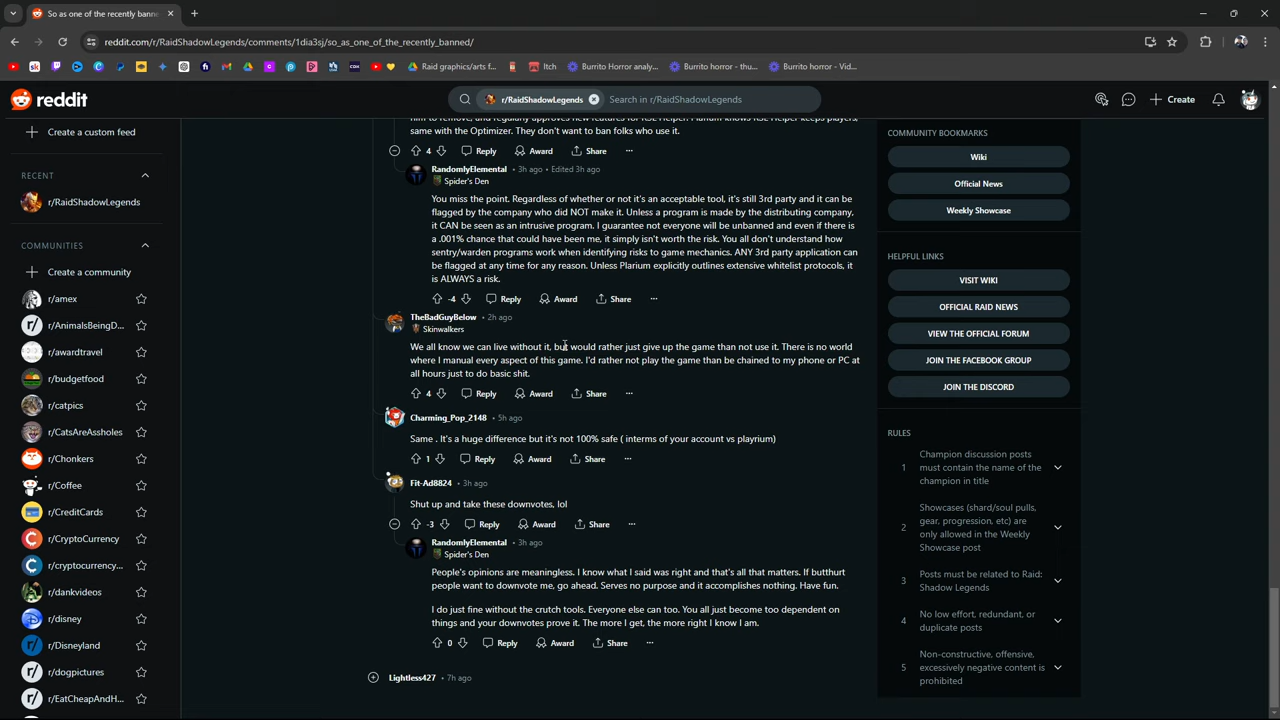 So as one of the recently banne
reddit.com/r/RaidShadowLegends/comments/1dia3sj/so_as_one_of_the_recently_banned/
Raid graphics/arts f...
Itch
Burrito Horror analy...
Burrito horror - thu...
Burrito horror - Vid...
reddit
r/RaidShadowLegends
Search in r/RaidShadowLegends
Create
Create a custom feed
RECENT
r/RaidShadowLegends
COMMUNITIES
Create a community
r/amex
r/AnimalsBeingD...
r/awardtravel
r/budgetfood
r/catpics
r/CatsAreAssholes
r/Chonkers
r/Coffee
r/CreditCards
r/CryptoCurrency
r/cryptocurrency...
r/dankvideos
r/disney
r/Disneyland
r/dogpictures
r/EatCheapAndH...
same with the Optimizer. They don't want to ban folks who use it.
4 Reply Award Share ...
RandomlyElemental • 3h ago • Edited 3h ago
Spider's Den
You miss the point. Regardless of whether or not it's an acceptable tool, it's still 3rd party and it can be
flagged by the company who did NOT make it. Unless a program is made by the distributing company,
it CAN be seen as an intrusive program. I guarantee not everyone will be unbanned and even if there is
a .001% chance that could have been me, it simply isn't worth the risk. You all don't understand how
sentry/warden programs work when identifying risks to game mechanics. ANY 3rd party application can
be flagged at any time for any reason. Unless Plarium explicitly outlines extensive whitelist protocols, it
is ALWAYS a risk.
-4 Reply Award Share ...
TheBadGuyBelow • 2h ago
Skinwalkers
We all know we can live without it, but would rather just give up the game than not use it. There is no world
where I manual every aspect of this game. I'd rather not play the game than be chained to my phone or PC at
all hours just to do basic shit.
4 Reply Award Share ...
Charming_Pop_2148 • 5h ago
Same . It's a huge difference but it's not 100% safe ( interms of your account vs playrium)
1 Reply Award Share ...
Fit-Ad8824 • 3h ago
Shut up and take these downvotes, lol
-3 Reply Award Share ...
RandomlyElemental • 3h ago
Spider's Den
People's opinions are meaningless. I know what I said was right and that's all that matters. If butthurt
people want to downvote me, go ahead. Serves no purpose and it accomplishes nothing. Have fun.
I do just fine without the crutch tools. Everyone else can too. You all just become too dependent on
things and your downvotes prove it. The more I get, the more right I know I am.
0 Reply Award Share ...
Lightless427 • 7h ago
COMMUNITY BOOKMARKS
Wiki
Official News
Weekly Showcase
HELPFUL LINKS
VISIT WIKI
OFFICIAL RAID NEWS
VIEW THE OFFICIAL FORUM
JOIN THE FACEBOOK GROUP
JOIN THE DISCORD
RULES
1 Champion discussion posts
must contain the name of the
champion in title
2 Showcases (shard/soul pulls,
gear, progression, etc) are
only allowed in the Weekly
Showcase post
3 Posts must be related to Raid:
Shadow Legends
4 No low effort, redundant, or
duplicate posts
5 Non-constructive, offensive,
excessively negative content is
prohibited